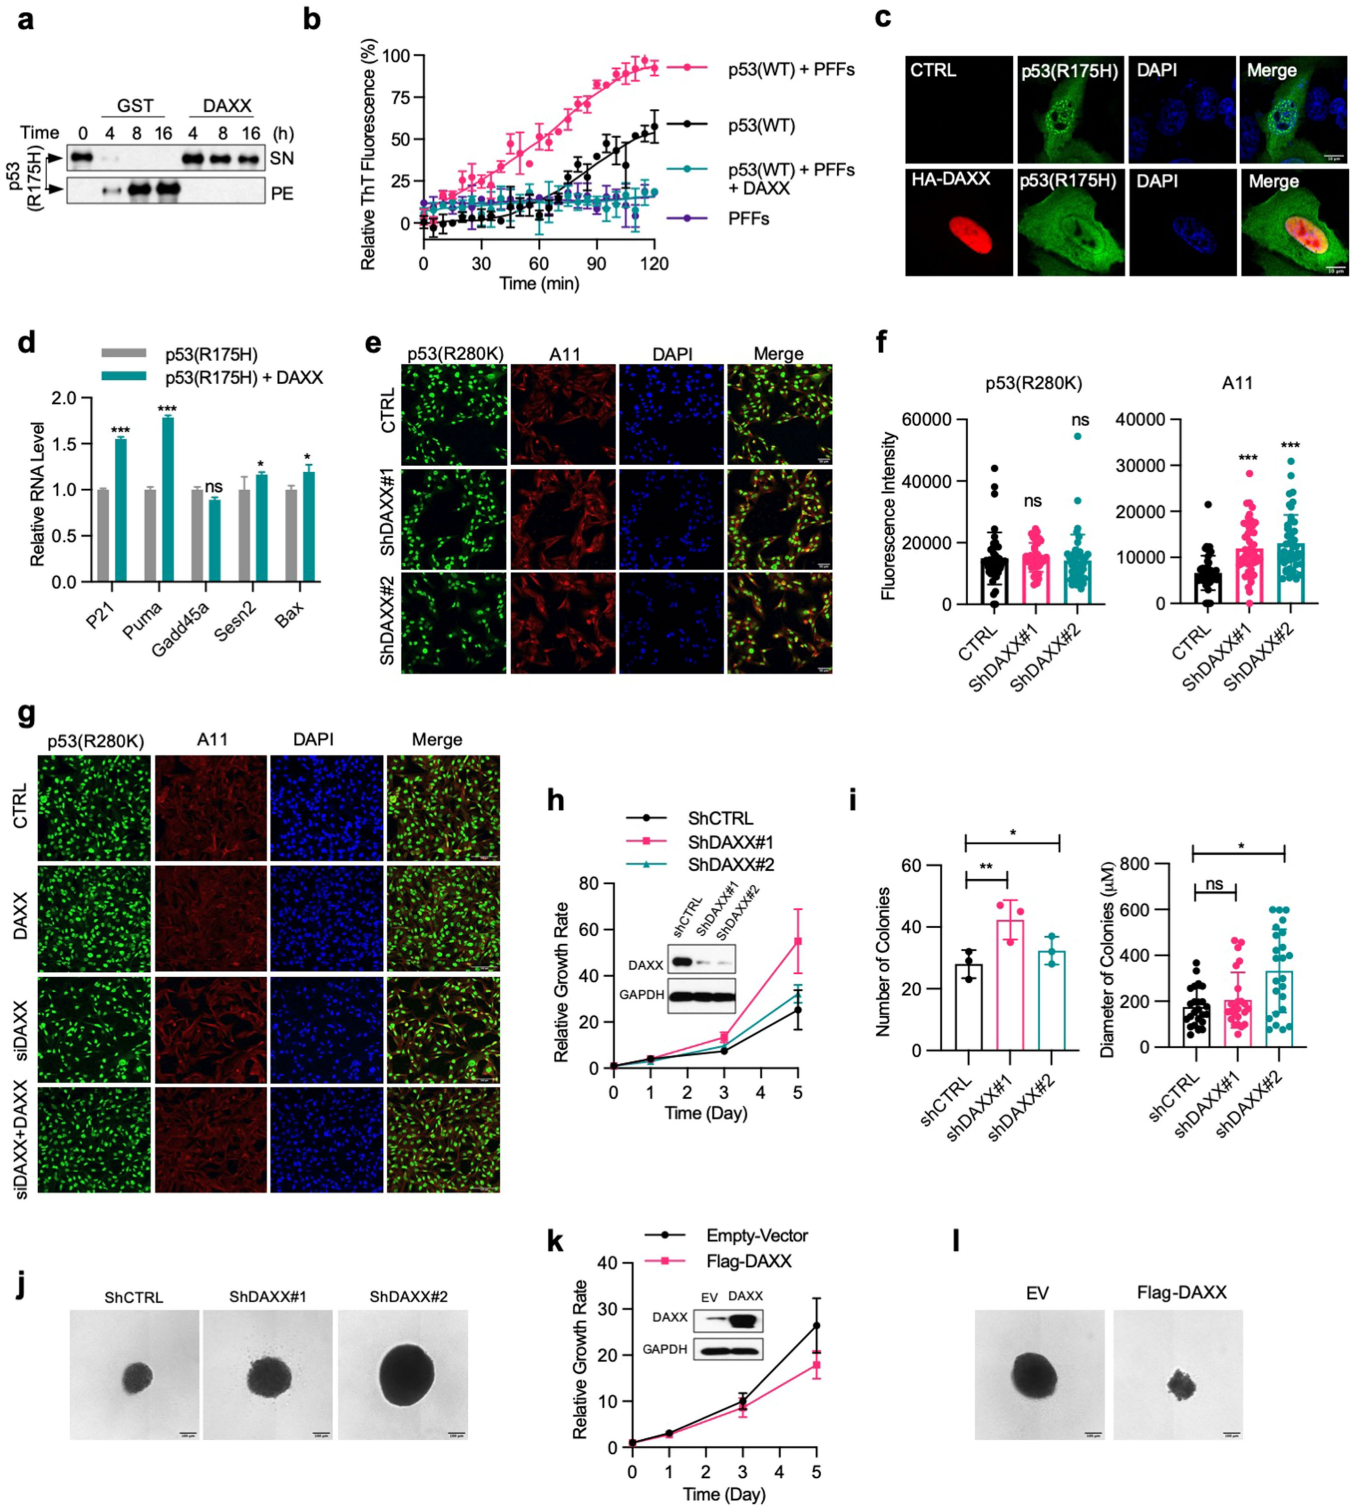 a
GST DAXX
Time 0 4 8 16 4 8 16 (h)
p53
(R175H)
SN
PE
b
Relative ThT Fluorescence (%)
100
75
50
25
0
0 30 60 90 120
Time (min)
p53(WT) + PFFs
p53(WT)
p53(WT) + PFFs
+ DAXX
PFFs
c
CTRL p53(R175H) DAPI Merge
HA-DAXX p53(R175H) DAPI Merge
d
p53(R175H)
p53(R175H) + DAXX
Relative RNA Level
2.0
1.5
1.0
0.5
0.0
*** *** ns * *
P21 Puma Gadd45a Sesn2 Bax
e
p53(R280K) A11 DAPI Merge
CTRL
ShDAXX#1
ShDAXX#2
f
p53(R280K)
Fluorescence Intensity
60000
40000
20000
0
ns ns
CTRL ShDAXX#1 ShDAXX#2
A11
40000
30000
20000
10000
0
*** ***
CTRL ShDAXX#1 ShDAXX#2
g
p53(R280K) A11 DAPI Merge
CTRL
DAXX
siDAXX
siDAXX+DAXX
h
ShCTRL
ShDAXX#1
ShDAXX#2
Relative Growth Rate
80
60
40
20
0
shCTRL ShDAXX#1 ShDAXX#2
DAXX
GAPDH
0 1 2 3 4 5
Time (Day)
i
Number of Colonies
60
40
20
0
*
**
shCTRL shDAXX#1 shDAXX#2
Diameter of Colonies (μM)
800
600
400
200
0
*
ns
shCTRL shDAXX#1 shDAXX#2
j
ShCTRL ShDAXX#1 ShDAXX#2
100 μm 100 μm 100 μm
k
Empty-Vector
Flag-DAXX
Relative Growth Rate
40
30
20
10
0
EV DAXX
DAXX
GAPDH
0 1 2 3 4 5
Time (Day)
l
EV Flag-DAXX
100 μm 100 μm